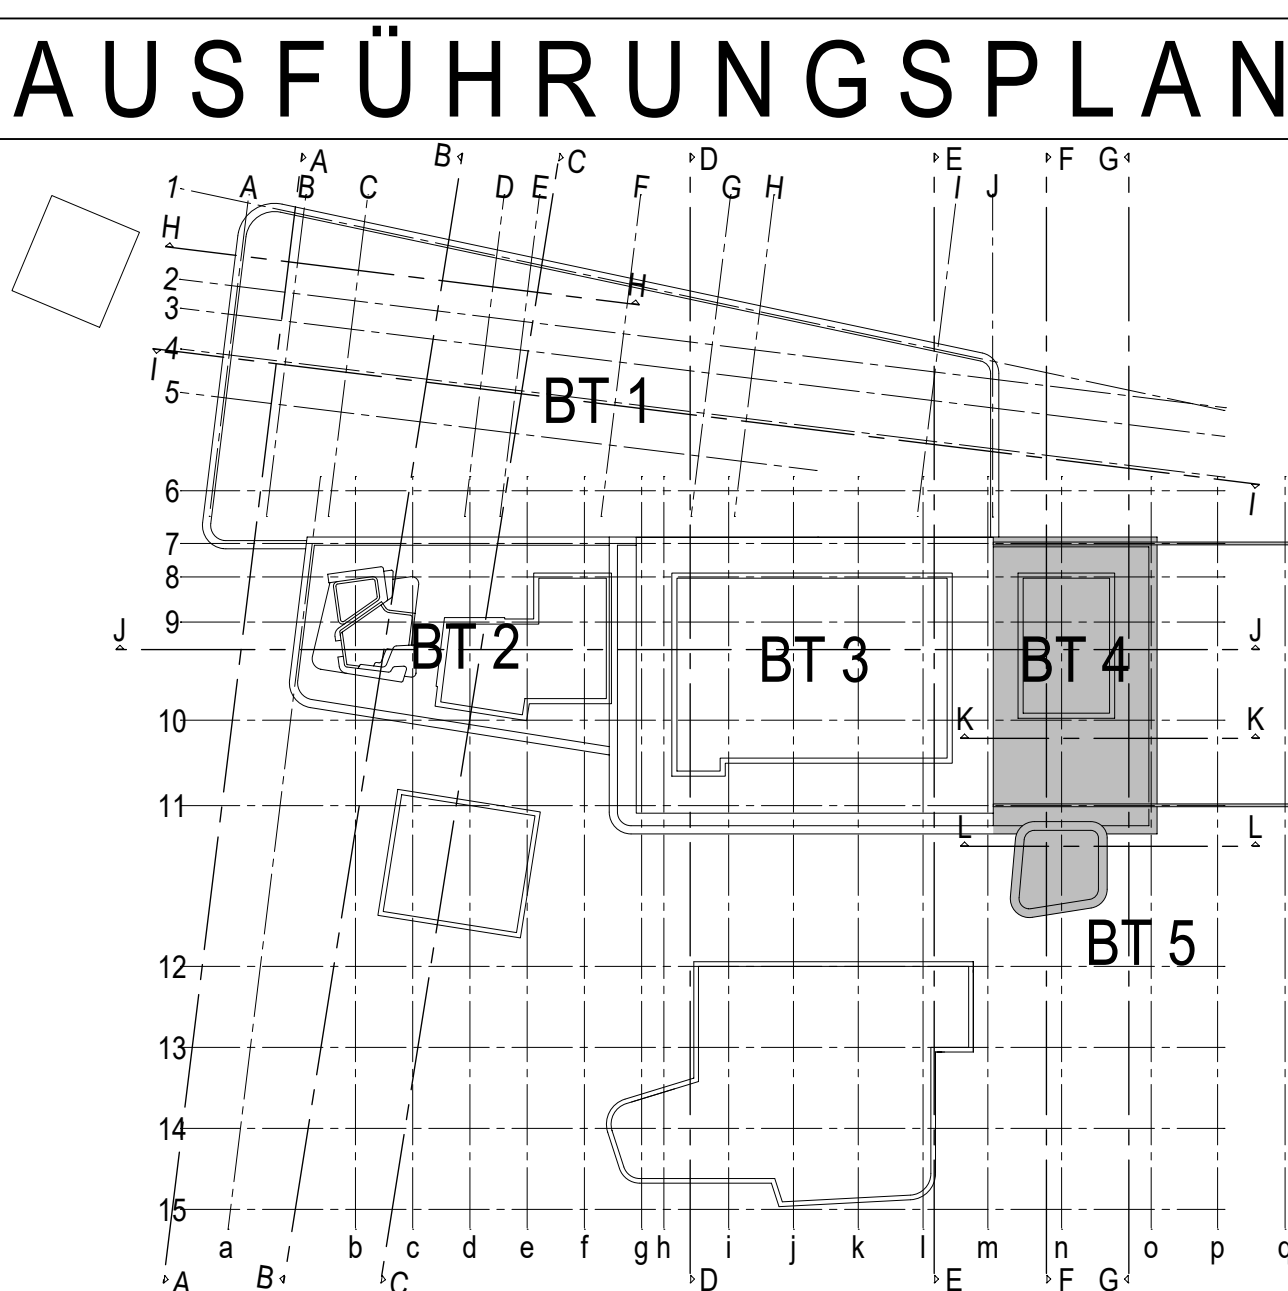 AUSFÜHRUNGSPLAN
A B C D E F G
1 A B C D E F G H I J
H
2 H
3
4
I
5 BT 1
6
I
7
8
9
J BT 2 BT 3 BT 4 J
10 K K
11
L L
BT 5
12
13
14
15
a b c d e f g h i j k l m n o p q
A B C D E F G